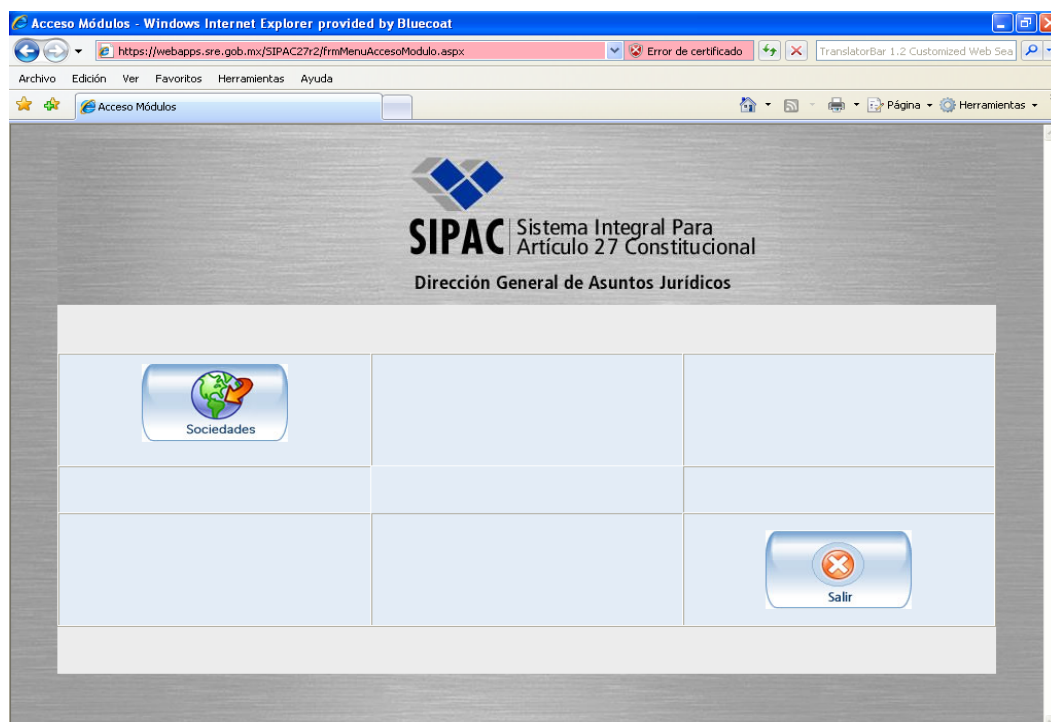 Acceso Módulos - Windows Internet Explorer provided by Bluecoat
https://webapps.sre.gob.mx/SIPAC27r2/frmMenuAccesoModulo.aspx
Error de certificado
TranslatorBar 1.2 Customized Web Sea
Archivo Edición Ver Favoritos Herramientas Ayuda
Acceso Módulos
Página
Herramientas
SIPAC
Sistema Integral Para
Artículo 27 Constitucional
Dirección General de Asuntos Jurídicos
Sociedades
Salir